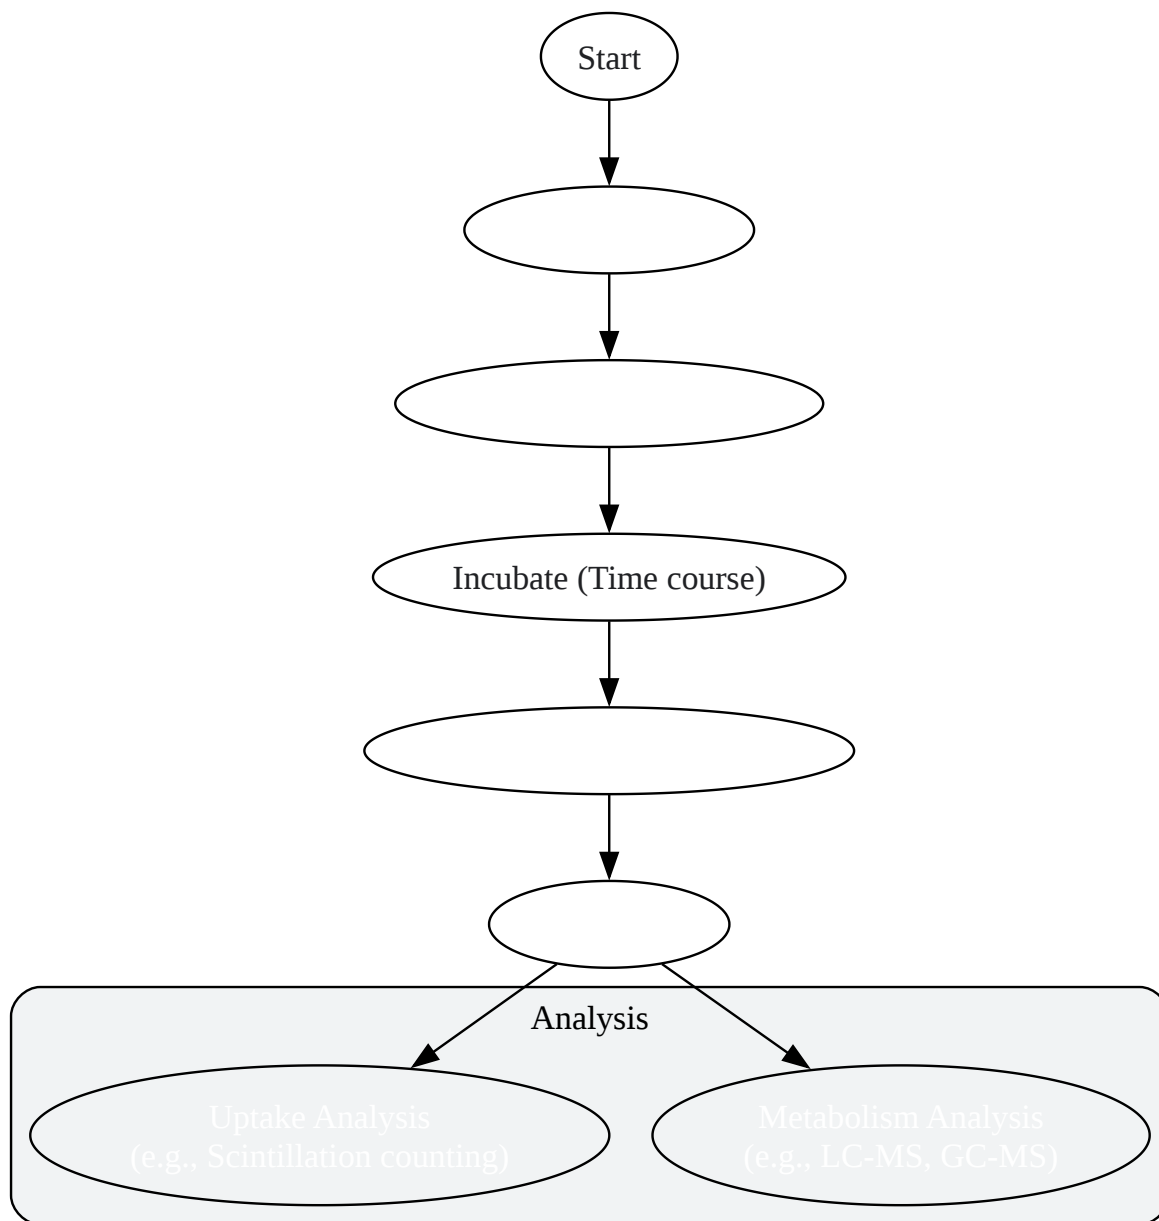 Start
Incubate (Time course)
Analysis
Uptake Analysis
(e.g., Scintillation counting)
Metabolism Analysis
(e.g., LC-MS, GC-MS)